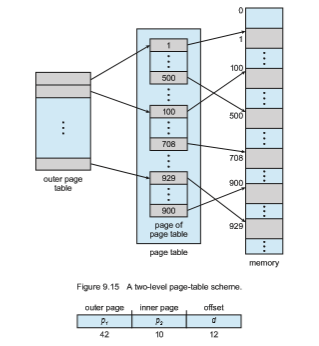 0
1
1
500
100
100
500
708
708
929
900
900
929
outer page
table
page of
page table
page table
memory
Figure 9.15 A two-level page-table scheme.
outer page inner page offset
p₁ p₂ d
42 10 12